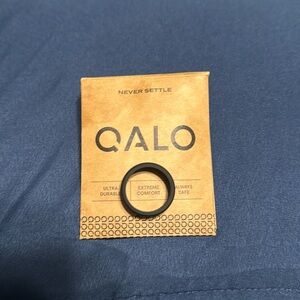 NEVER SETTLE
QALO
ULTRA DURABLE
EXTREME COMFORT
ALWAYS SAFE